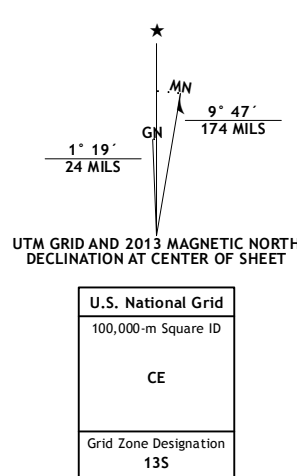 ★
MN
GN
9° 47´
174 MILS
1° 19´
24 MILS
UTM GRID AND 2013 MAGNETIC NORTH
DECLINATION AT CENTER OF SHEET
U.S. National Grid
100,000-m Square ID
CE
Grid Zone Designation
13S